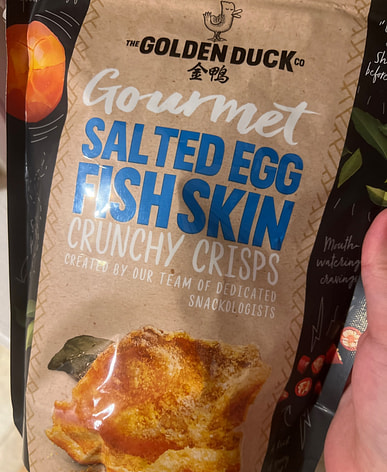 THE GOLDEN DUCK CO
金鴨
Gourmet
SALTED EGG
FISH SKIN
CRUNCHY CRISPS
CREATED BY OUR TEAM OF DEDICATED
SNACKOLOGISTS
Mouth-
watering
cravings